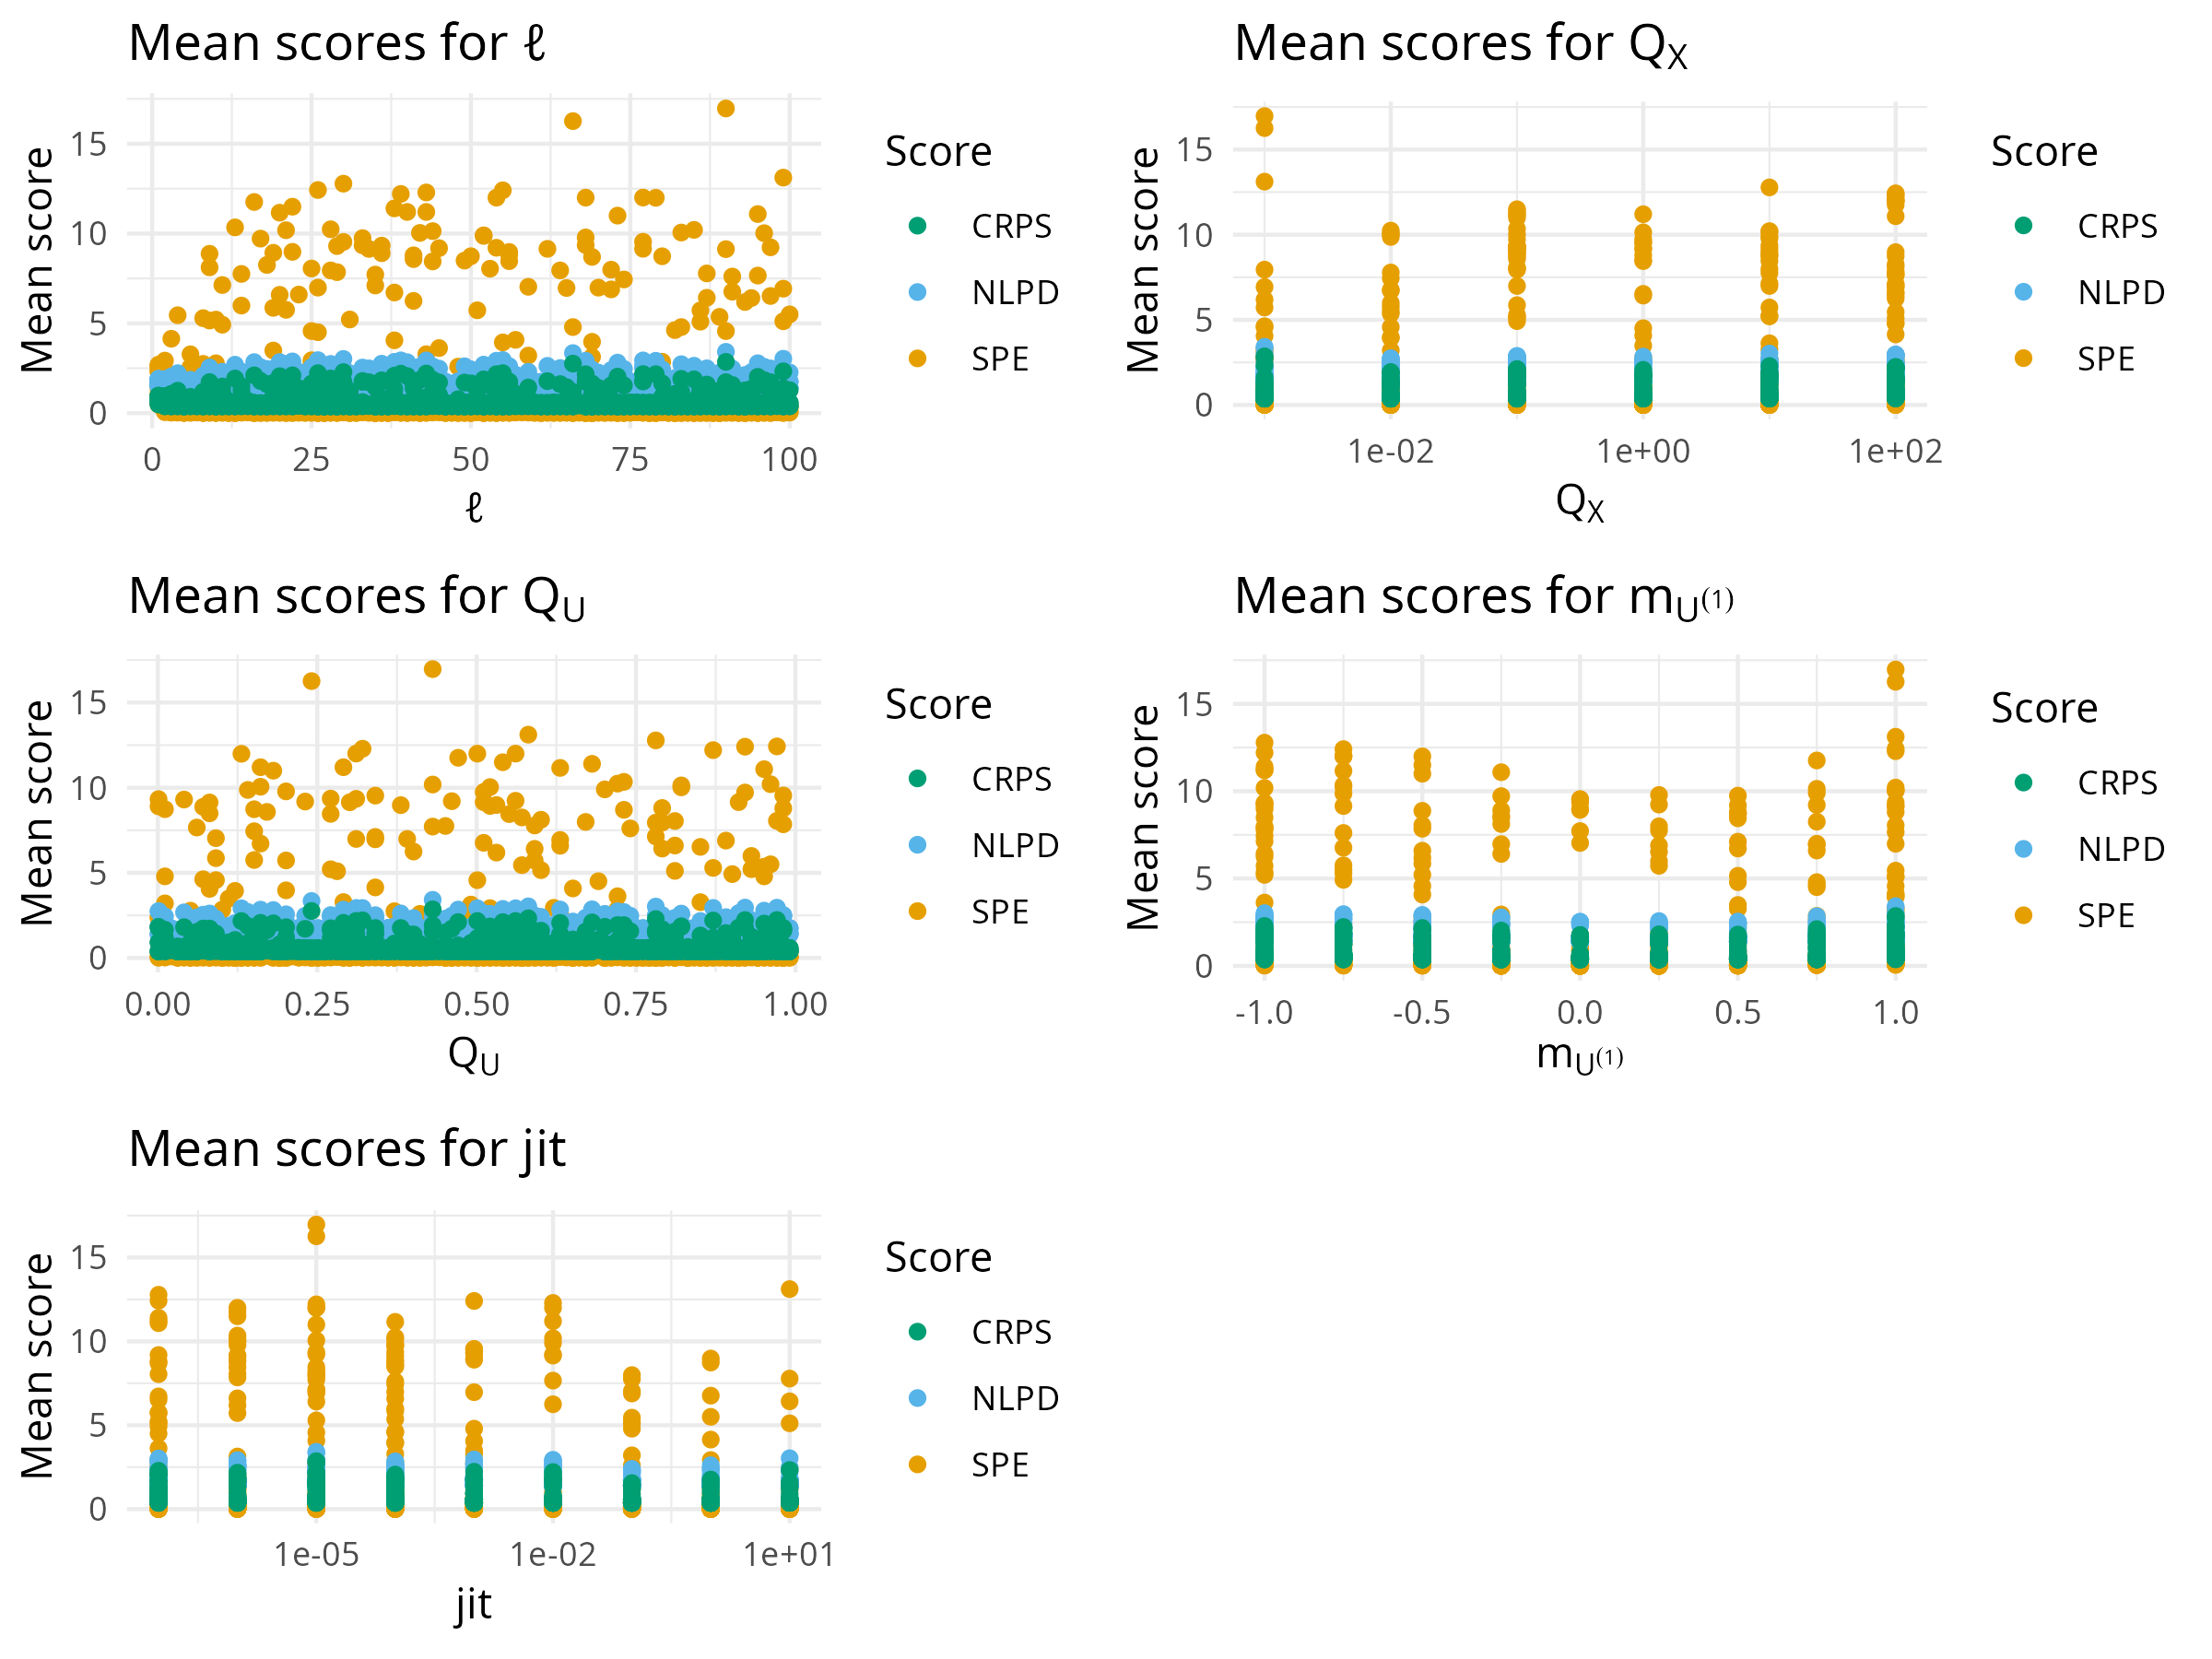 Mean scores for ℓ
Mean score
15
10
5
0
0 25 50 75 100
ℓ
Score
CRPS
NLPD
SPE
Mean scores for Q_X
Mean score
15
10
5
0
1e-02 1e+00 1e+02
Q_X
Score
CRPS
NLPD
SPE
Mean scores for Q_U
Mean score
15
10
5
0
0.00 0.25 0.50 0.75 1.00
Q_U
Score
CRPS
NLPD
SPE
Mean scores for m_U⁽¹⁾
Mean score
15
10
5
0
-1.0 -0.5 0.0 0.5 1.0
m_U⁽¹⁾
Score
CRPS
NLPD
SPE
Mean scores for jit
Mean score
15
10
5
0
1e-05 1e-02 1e+01
jit
Score
CRPS
NLPD
SPE